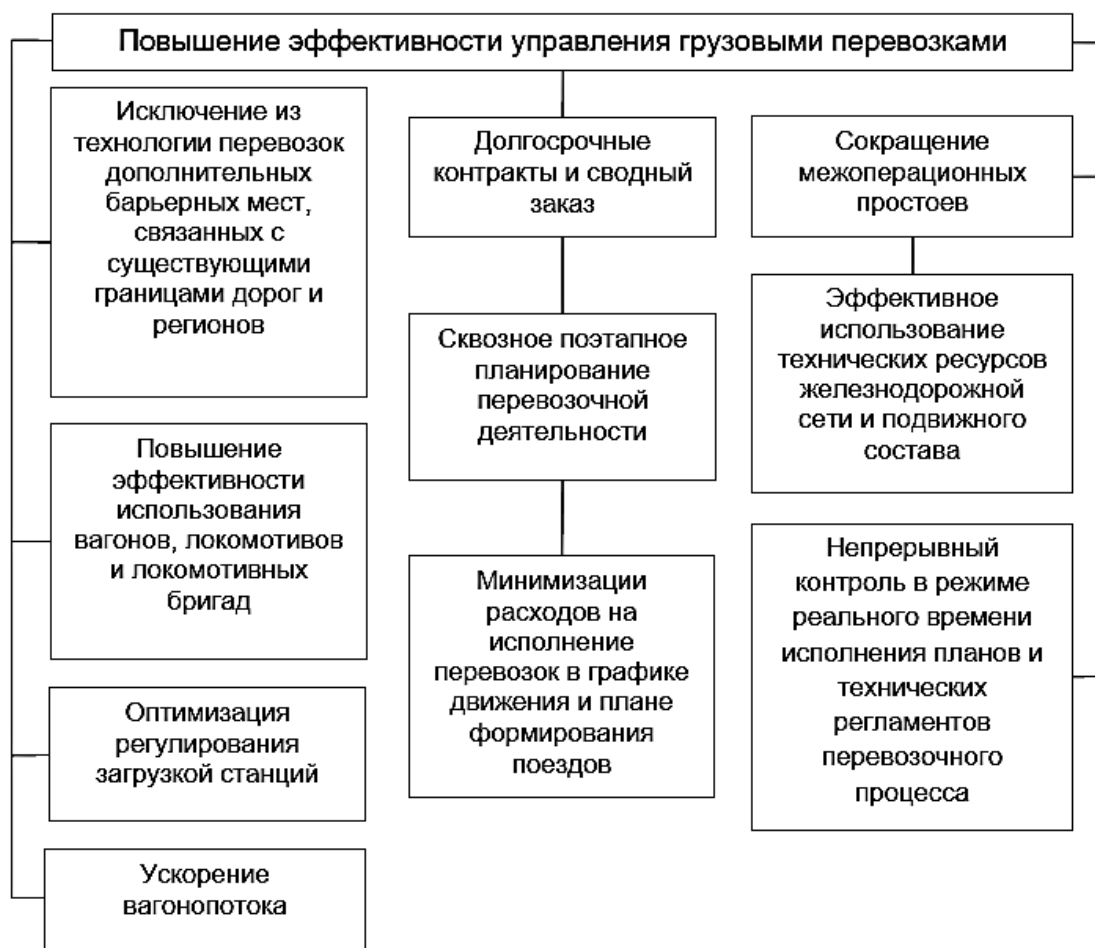 Повышение эффективности управления грузовыми перевозками
Исключение из
технологии перевозок
дополнительных
барьерных мест,
связанных с
существующими
границами дорог и
регионов
Повышение
эффективности
использования
вагонов, локомотивов
и локомотивных
бригад
Оптимизация
регулирования
загрузкой станций
Ускорение
вагонопотока
Долгосрочные
контракты и сводный
заказ
Сквозное поэтапное
планирование
перевозочной
деятельности
Минимизации
расходов на
исполнение
перевозок в графике
движения и плане
формирования
поездов
Сокращение
межоперационных
простоев
Эффективное
использование
технических ресурсов
железнодорожной
сети и подвижного
состава
Непрерывный
контроль в режиме
реального времени
исполнения планов и
технических
регламентов
перевозочного
процесса